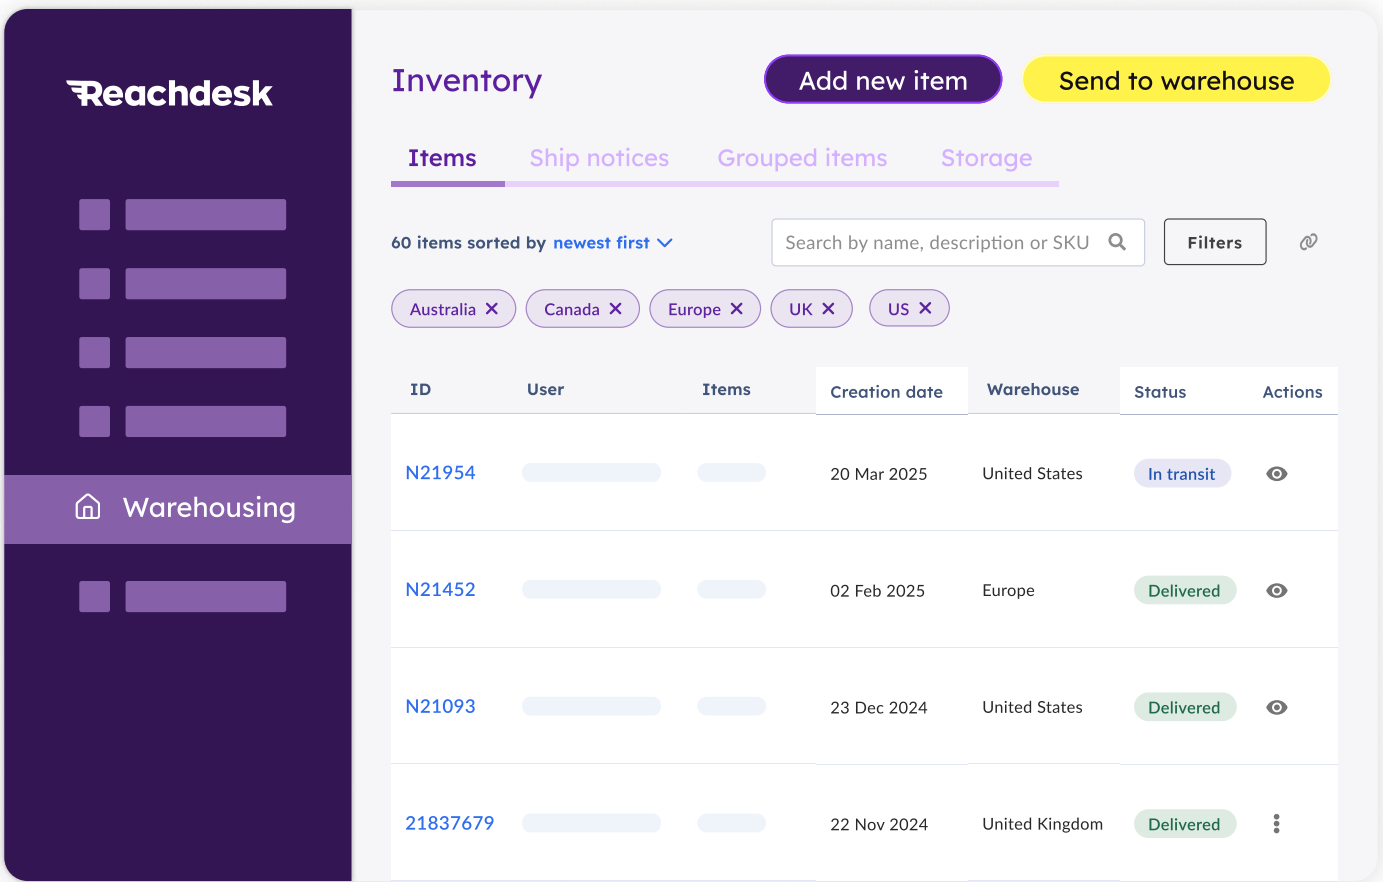 Reachdesk
Warehousing
Inventory
Add new item
Send to warehouse
Items
Ship notices
Grouped items
Storage
60 items sorted by newest first
Search by name, description or SKU
Filters
Australia
Canada
Europe
UK
US
ID User Items Creation date Warehouse Status Actions
N21954 20 Mar 2025 United States In transit
N21452 02 Feb 2025 Europe Delivered
N21093 23 Dec 2024 United States Delivered
21837679 22 Nov 2024 United Kingdom Delivered